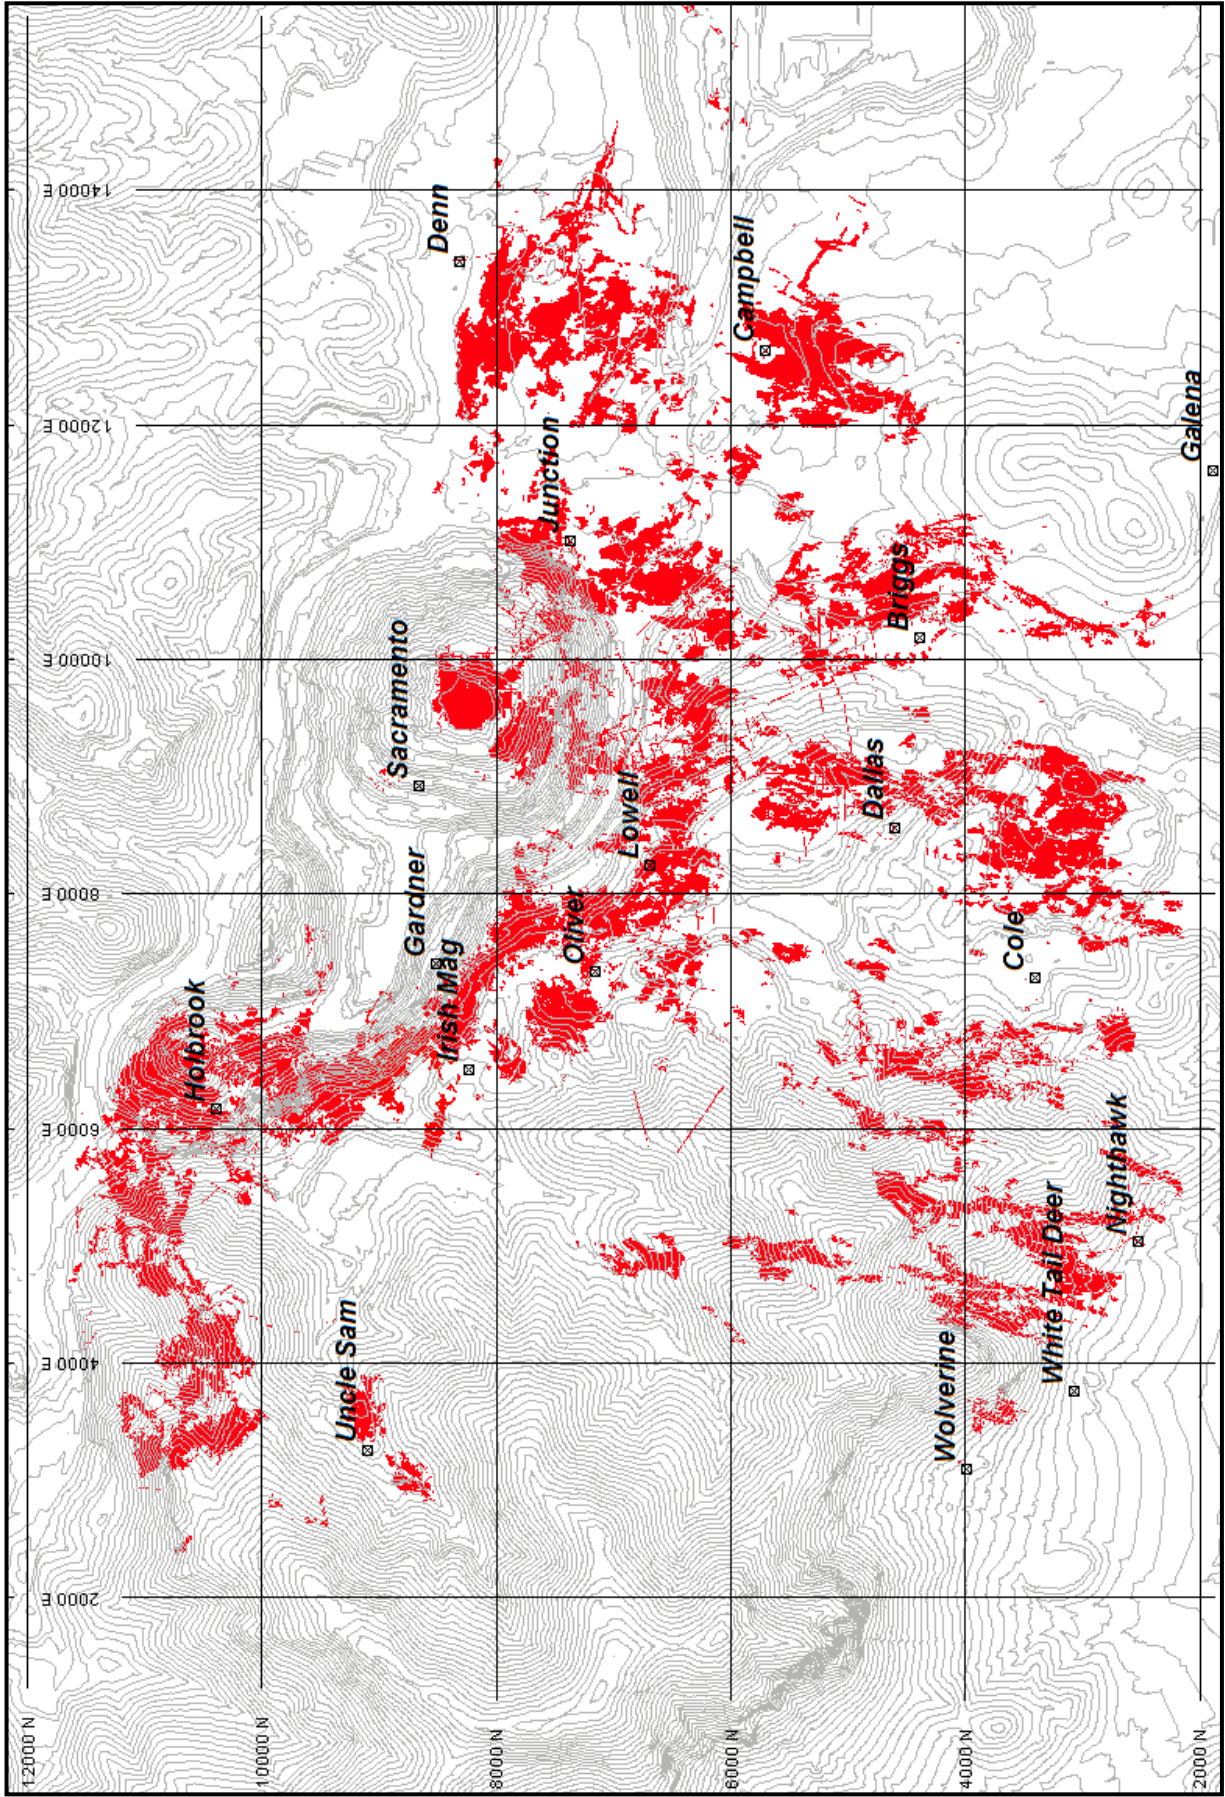 12000 N
10000 N
8000 N
6000 N
4000 N
2000 N
2000 E
4000 E
6000 E
8000 E
10000 E
12000 E
14000 E
Holbrook
Uncle Sam
Gardner
Irish Mag
Sacramento
Denn
Junction
Oliver
Lowell
Campbell
Dallas
Briggs
Cole
Galena
Wolverine
White Tail Deer
Nighthawk